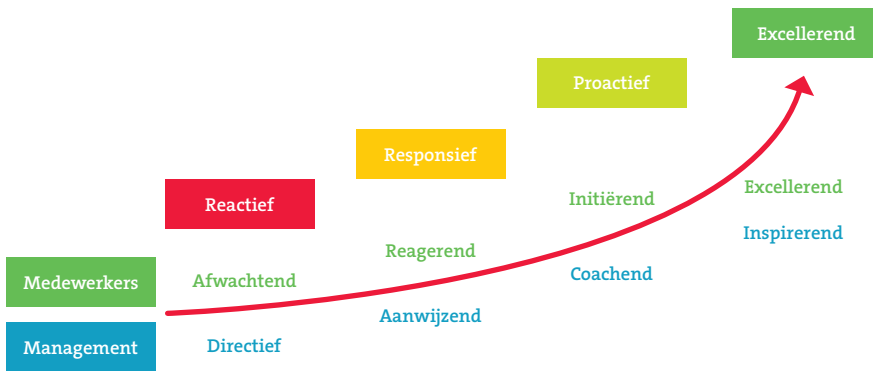 Excellerend
Proactief
Responsief
Reactief
Initiërend
Excellerend
Reagerend
Inspirerend
Medewerkers
Afwachtend
Coachend
Aanwijzend
Management
Directief